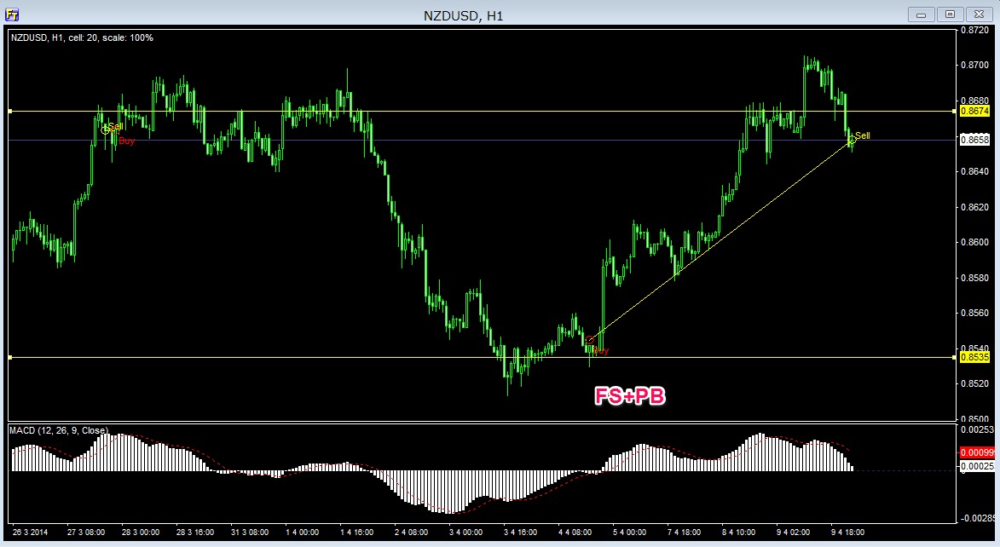 FT
NZDUSD, H1
NZDUSD, H1, cell: 20, scale: 100%
0.8720
0.8700
0.8680
0.8674
0.8658
0.8640
0.8620
0.8600
0.8580
0.8560
0.8540
0.8535
0.8520
0.8500
Sell
Buy
Sell
Buy
FS+PB
MACD (12, 26, 9, Close)
0.00253
0.000999
0.000254
-0.00285
26 3 2014 27 3 08:00 28 3 00:00 28 3 16:00 31 3 08:00 1 4 00:00 1 4 16:00 2 4 08:00 3 4 00:00 3 4 16:00 4 4 08:00 5 4 00:00 7 4 18:00 8 4 10:00 9 4 02:00 9 4 18:00